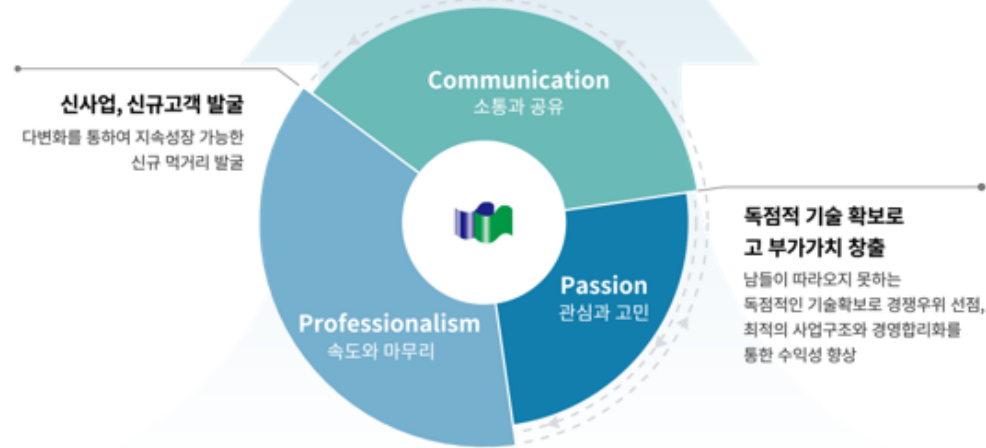 Communication
소통과 공유
신사업, 신규고객 발굴
다변화를 통하여 지속성장 가능한
신규 먹거리 발굴
독점적 기술 확보로
고 부가가치 창출
남들이 따라오지 못하는
독점적인 기술확보로 경쟁우위 선점,
최적의 사업구조와 경영합리화를
통한 수익성 향상
Passion
관심과 고민
Professionalism
속도와 마무리